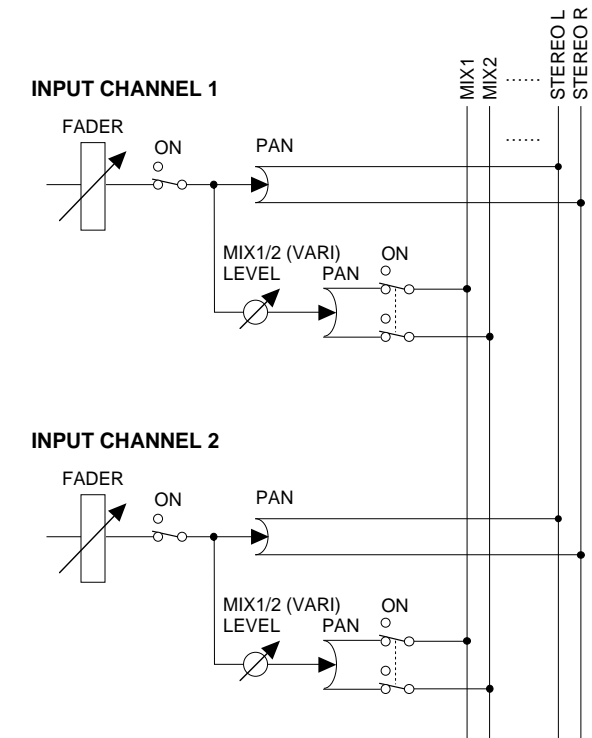 MIX1
MIX2
……
STEREO L
STEREO R
INPUT CHANNEL 1
FADER
ON
PAN
……
MIX1/2 (VARI)
LEVEL
PAN
ON
INPUT CHANNEL 2
FADER
ON
PAN
MIX1/2 (VARI)
LEVEL
PAN
ON